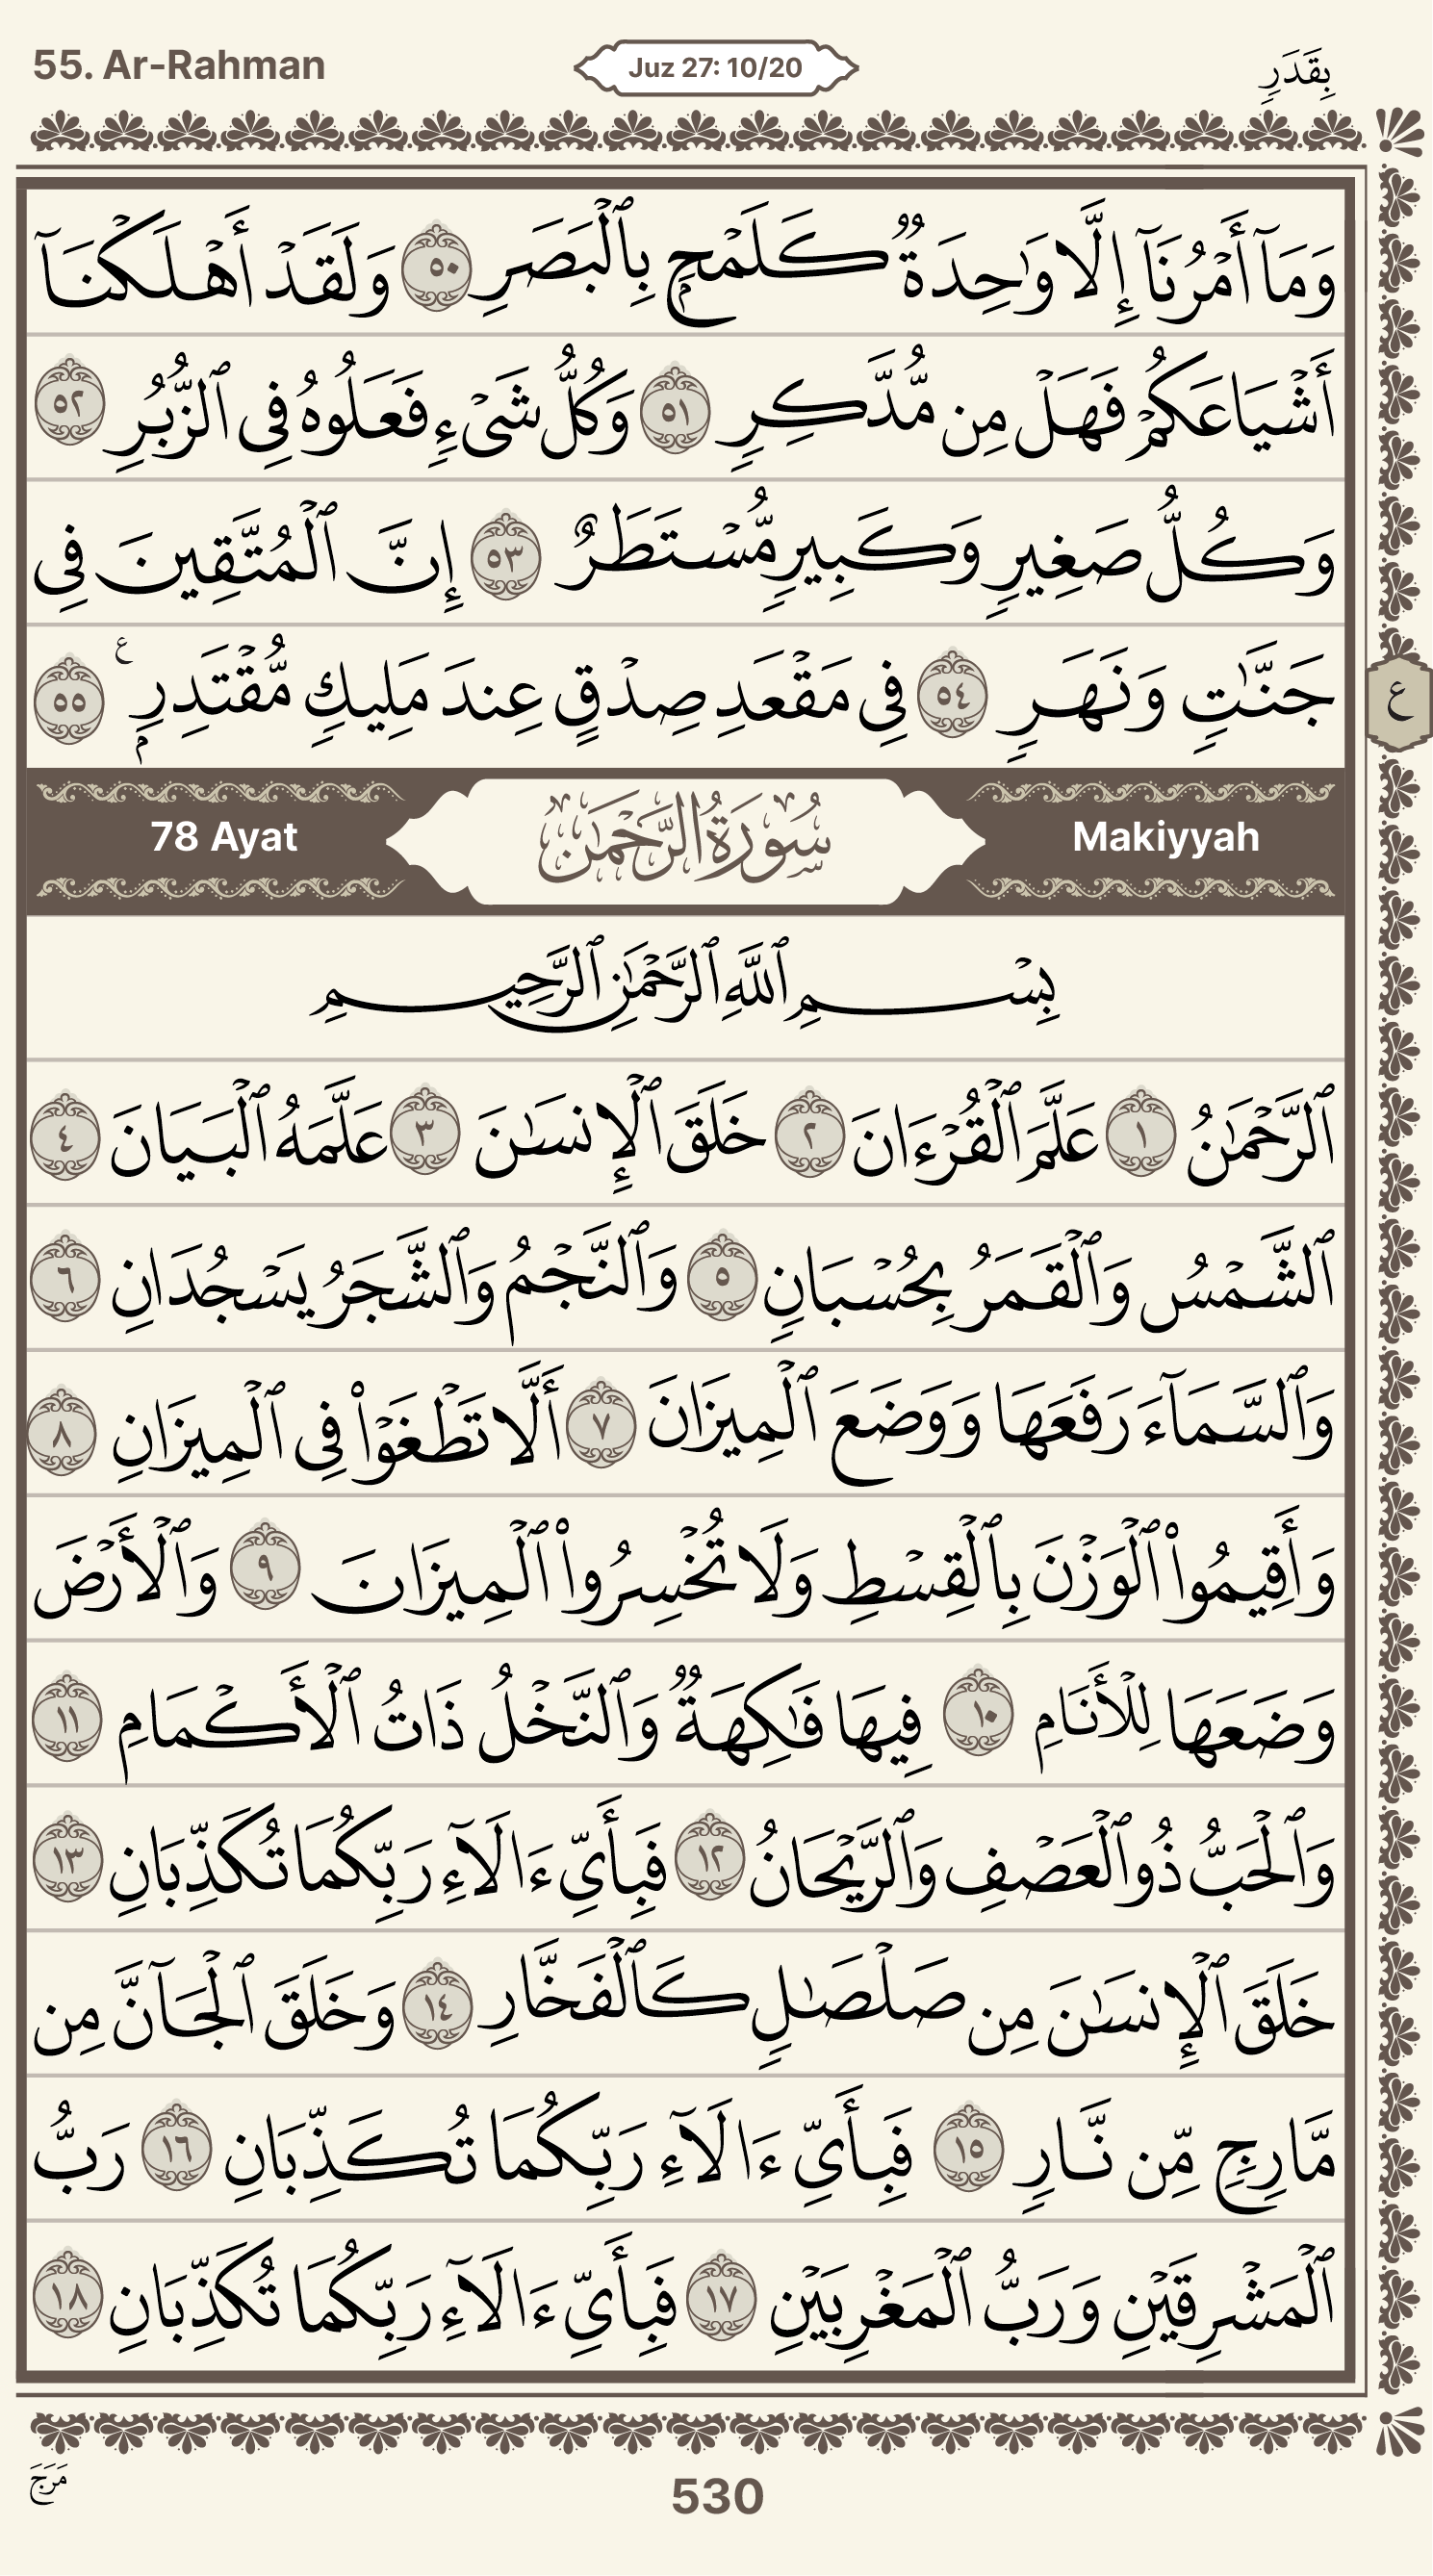 55. Ar-Rahman
Juz 27: 10/20
بِقَدَرٖ
وَمَآ أَمۡرُنَآ إِلَّا وَٰحِدَةٞ كَلَمۡحِۭ بِٱلۡبَصَرِ ٥٠ وَلَقَدۡ أَهۡلَكۡنَآ
أَشۡيَاعَكُمۡ فَهَلۡ مِن مُّدَّكِرٖ ٥١ وَكُلُّ شَيۡءٖ فَعَلُوهُ فِي ٱلزُّبُرِ ٥٢
وَكُلُّ صَغِيرٖ وَكَبِيرٖ مُّسۡتَطَرٌ ٥٣ إِنَّ ٱلۡمُتَّقِينَ فِي
جَنَّٰتٖ وَنَهَرٖ ٥٤ فِي مَقۡعَدِ صِدۡقٍ عِندَ مَلِيكٖ مُّقۡتَدِرِۭ ٥٥
ع
ع
78 Ayat
سُورَةُ الرَّحۡمَٰن
Makiyyah
بِسۡمِ ٱللَّهِ ٱلرَّحۡمَٰنِ ٱلرَّحِيمِ
ٱلرَّحۡمَٰنُ ١ عَلَّمَ ٱلۡقُرۡءَانَ ٢ خَلَقَ ٱلۡإِنسَٰنَ ٣ عَلَّمَهُ ٱلۡبَيَانَ ٤
ٱلشَّمۡسُ وَٱلۡقَمَرُ بِحُسۡبَانٖ ٥ وَٱلنَّجۡمُ وَٱلشَّجَرُ يَسۡجُدَانِ ٦
وَٱلسَّمَآءَ رَفَعَهَا وَوَضَعَ ٱلۡمِيزَانَ ٧ أَلَّا تَطۡغَوۡاْ فِي ٱلۡمِيزَانِ ٨
وَأَقِيمُواْ ٱلۡوَزۡنَ بِٱلۡقِسۡطِ وَلَا تُخۡسِرُواْ ٱلۡمِيزَانَ ٩ وَٱلۡأَرۡضَ
وَضَعَهَا لِلۡأَنَامِ ١٠ فِيهَا فَٰكِهَةٞ وَٱلنَّخۡلُ ذَاتُ ٱلۡأَكۡمَامِ ١١
وَٱلۡحَبُّ ذُو ٱلۡعَصۡفِ وَٱلرَّيۡحَانُ ١٢ فَبِأَيِّ ءَالَآءِ رَبِّكُمَا تُكَذِّبَانِ ١٣
خَلَقَ ٱلۡإِنسَٰنَ مِن صَلۡصَٰلٖ كَٱلۡفَخَّارِ ١٤ وَخَلَقَ ٱلۡجَآنَّ مِن
مَّارِجٖ مِّن نَّارٖ ١٥ فَبِأَيِّ ءَالَآءِ رَبِّكُمَا تُكَذِّبَانِ ١٦ رَبُّ
ٱلۡمَشۡرِقَيۡنِ وَرَبُّ ٱلۡمَغۡرِبَيۡنِ ١٧ فَبِأَيِّ ءَالَآءِ رَبِّكُمَا تُكَذِّبَانِ ١٨
مَرَجَ
530